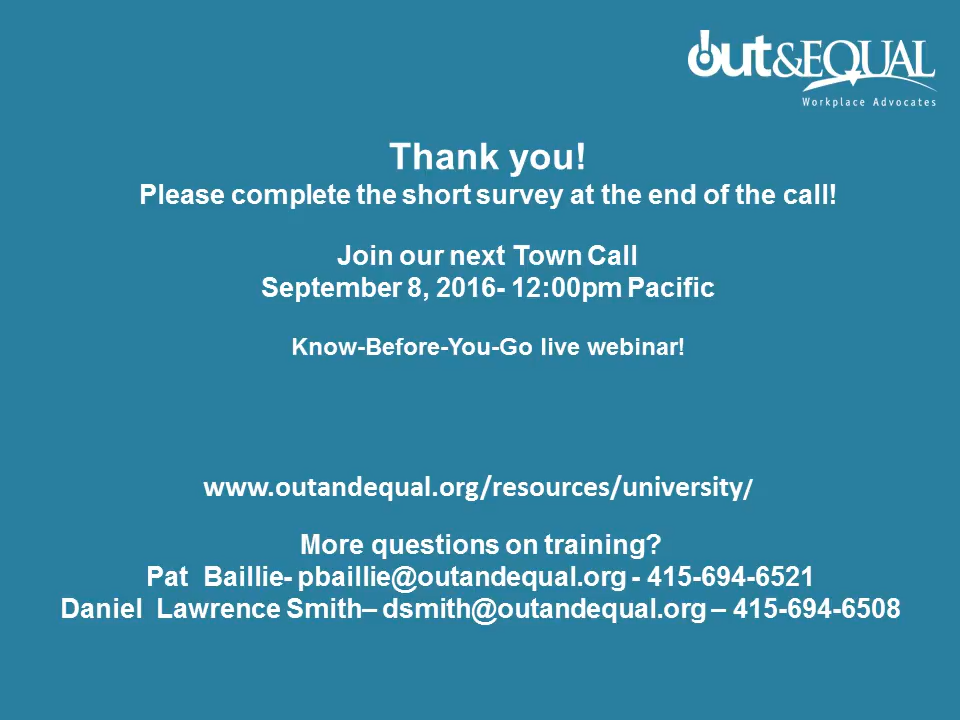 Out&EQUAL
Workplace Advocates
Thank you!
Please complete the short survey at the end of the call!
Join our next Town Call
September 8, 2016- 12:00pm Pacific
Know-Before-You-Go live webinar!
www.outandequal.org/resources/university/
More questions on training?
Pat  Baillie- pbaillie@outandequal.org - 415-694-6521
Daniel  Lawrence Smith– dsmith@outandequal.org – 415-694-6508